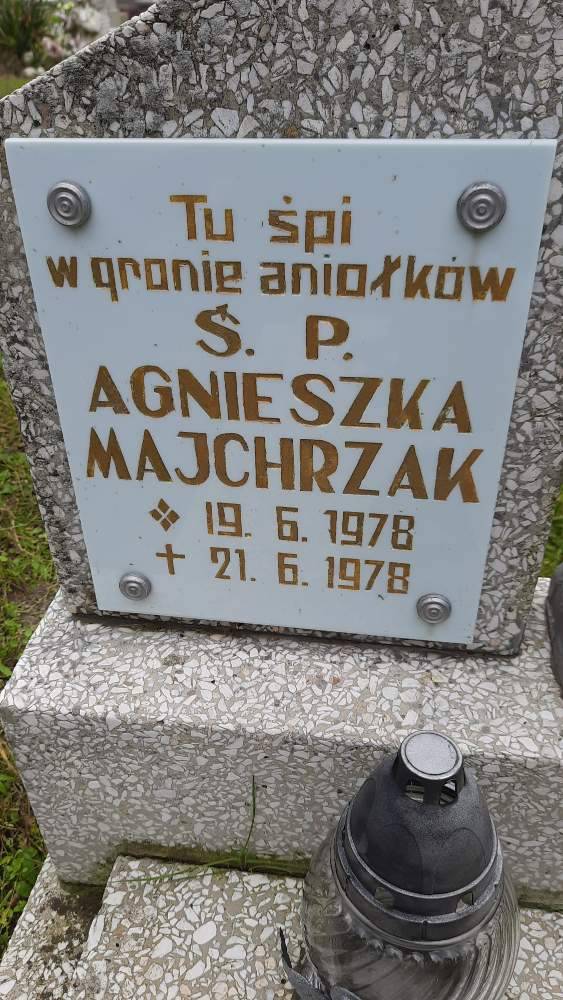 Tu śpi
w gronie aniołków
Ś. P.
AGNIESZKA
MAJCHRZAK
19. 6. 1978
21. 6. 1978